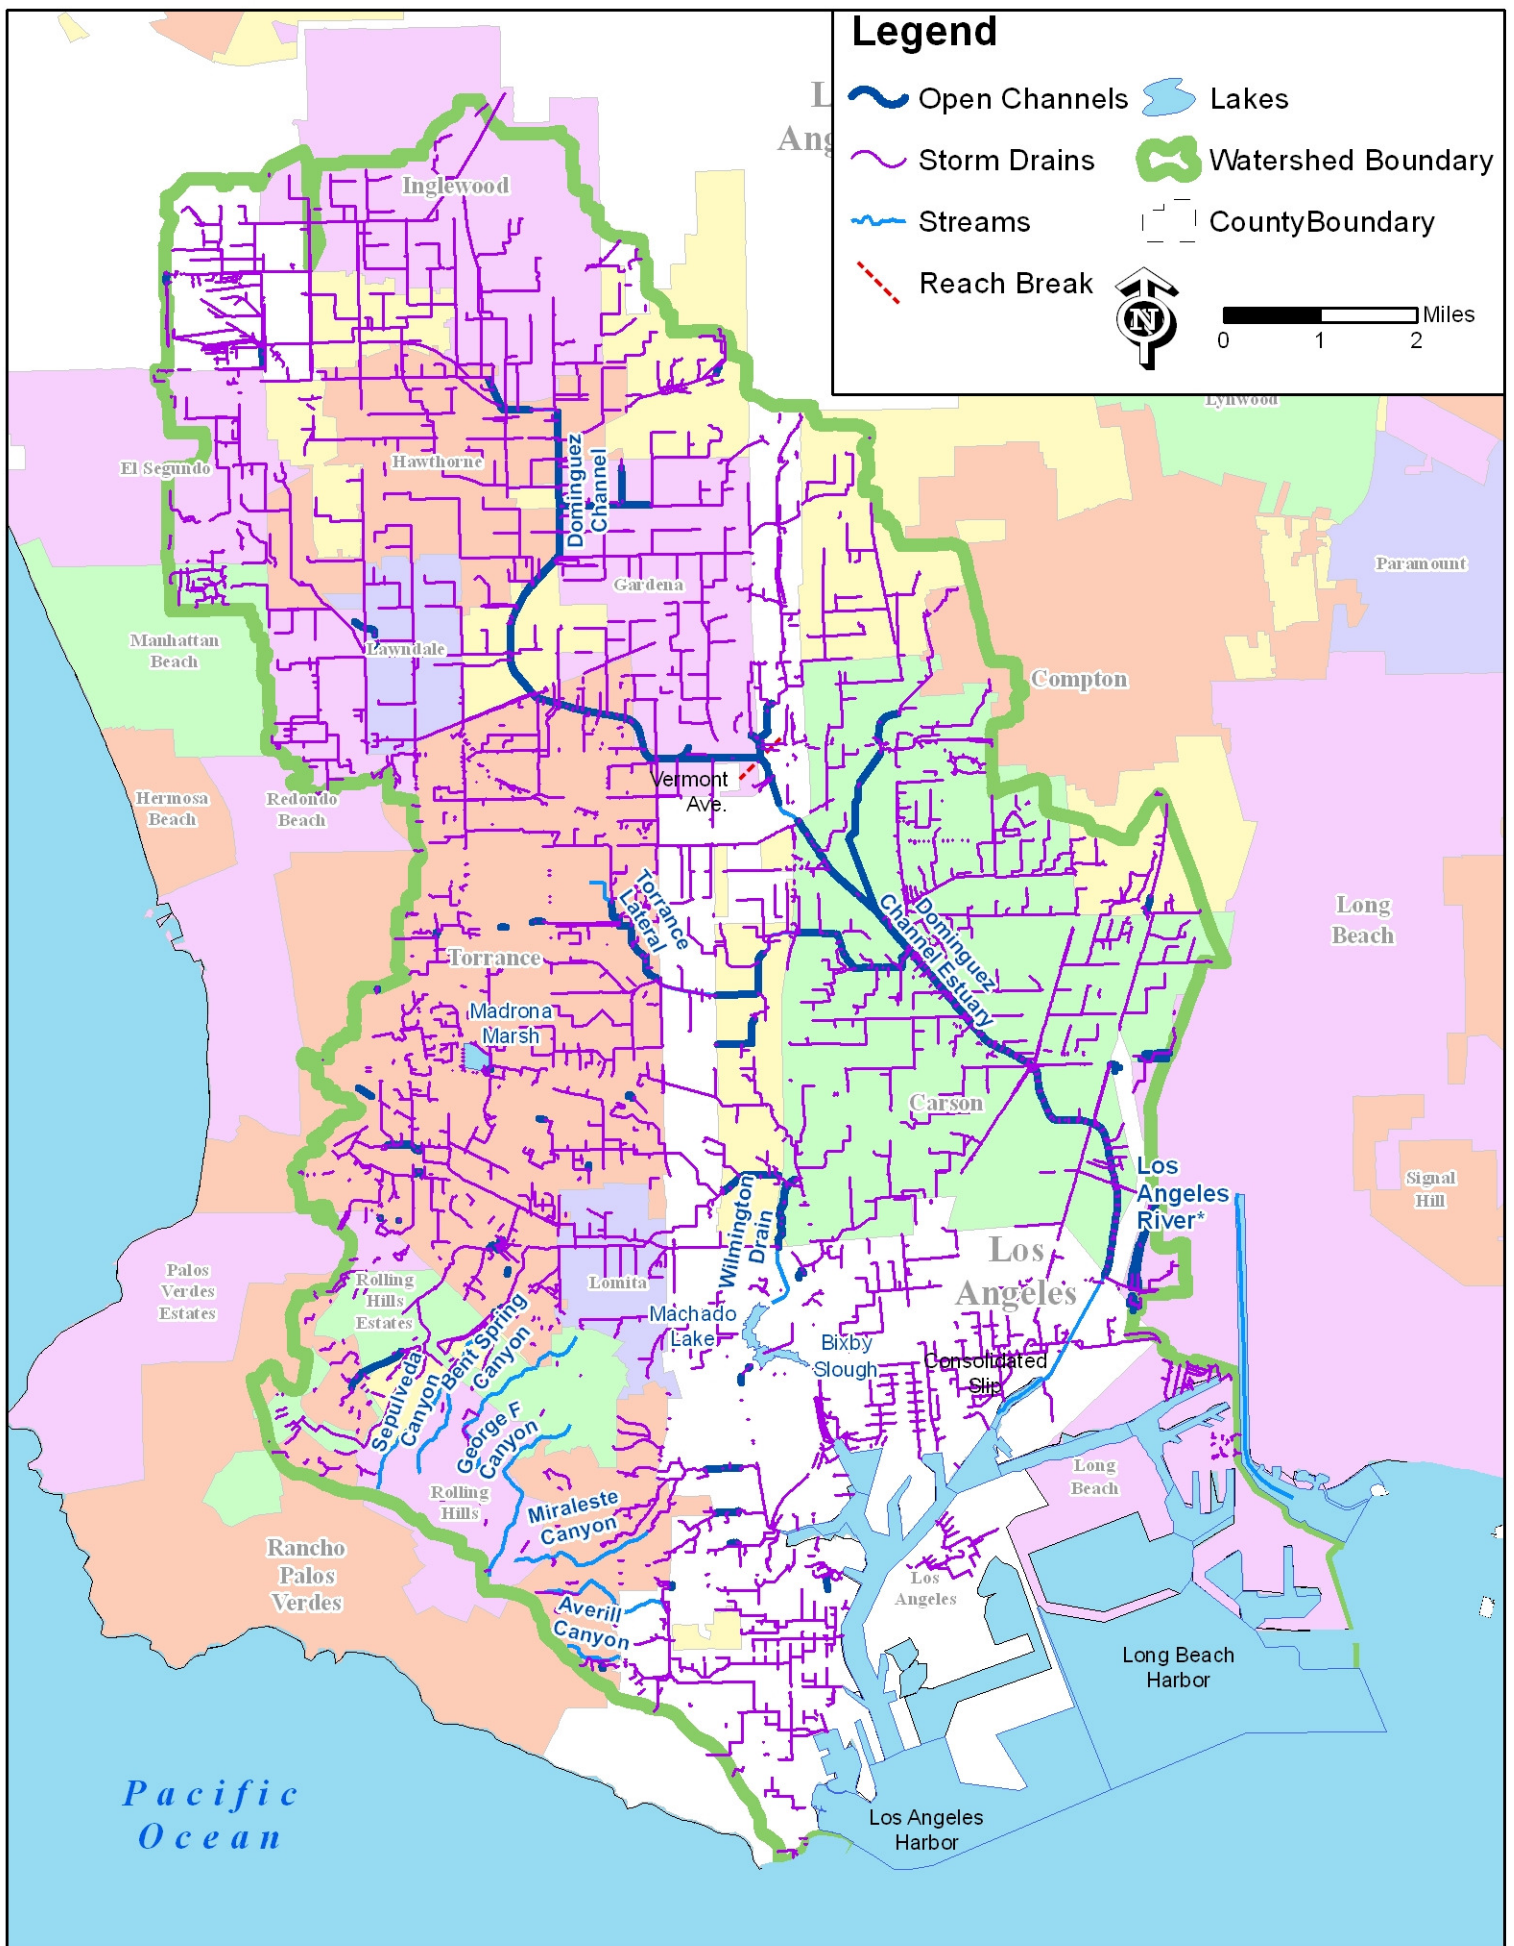 Legend
Open Channels
Lakes
Storm Drains
Watershed Boundary
Streams
CountyBoundary
Reach Break
N
Miles
0 1 2
L
Ang
Inglewood
Lynwood
El Segundo
Hawthorne
Dominguez
Channel
Paramount
Gardena
Manhattan
Beach
Lawndale
Compton
Vermont
Ave.
Hermosa
Beach
Redondo
Beach
Torrance
Lateral
Dominguez
Channel Estuary
Long
Beach
Torrance
Madrona
Marsh
Carson
Los
Angeles
River*
Signal
Hill
Wilmington
Drain
Palos
Verdes
Estates
Rolling
Hills
Estates
Lomita
Los
Angeles
Machado
Lake
Bixby
Slough
Consolidated
Slip
Sepulveda
Canyon
Bent Spring
Canyon
George F
Canyon
Rolling
Hills
Long
Beach
Miraleste
Canyon
Rancho
Palos
Verdes
Los
Angeles
Averill
Canyon
Long Beach
Harbor
Pacific
Ocean
Los Angeles
Harbor